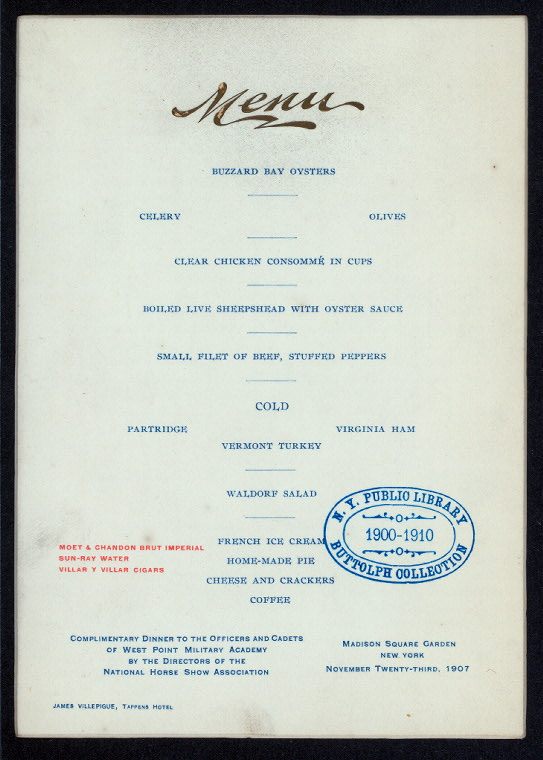 Menu
BUZZARD BAY OYSTERS
CELERY OLIVES
CLEAR CHICKEN CONSOMMÉ IN CUPS
BOILED LIVE SHEEPSHEAD WITH OYSTER SAUCE
SMALL FILET OF BEEF, STUFFED PEPPERS
COLD
PARTRIDGE VIRGINIA HAM
VERMONT TURKEY
WALDORF SALAD
FRENCH ICE CREAM
HOME-MADE PIE
CHEESE AND CRACKERS
COFFEE
MOET & CHANDON BRUT IMPERIAL
SUN-RAY WATER
VILLAR Y VILLAR CIGARS
N. Y. PUBLIC LIBRARY
1900-1910
BUTTOLPH COLLECTION
COMPLIMENTARY DINNER TO THE OFFICERS AND CADETS
OF WEST POINT MILITARY ACADEMY
BY THE DIRECTORS OF THE
NATIONAL HORSE SHOW ASSOCIATION
MADISON SQUARE GARDEN
NEW YORK
NOVEMBER TWENTY-THIRD, 1907
JAMES VILLEPIGUE, TAPPENS HOTEL